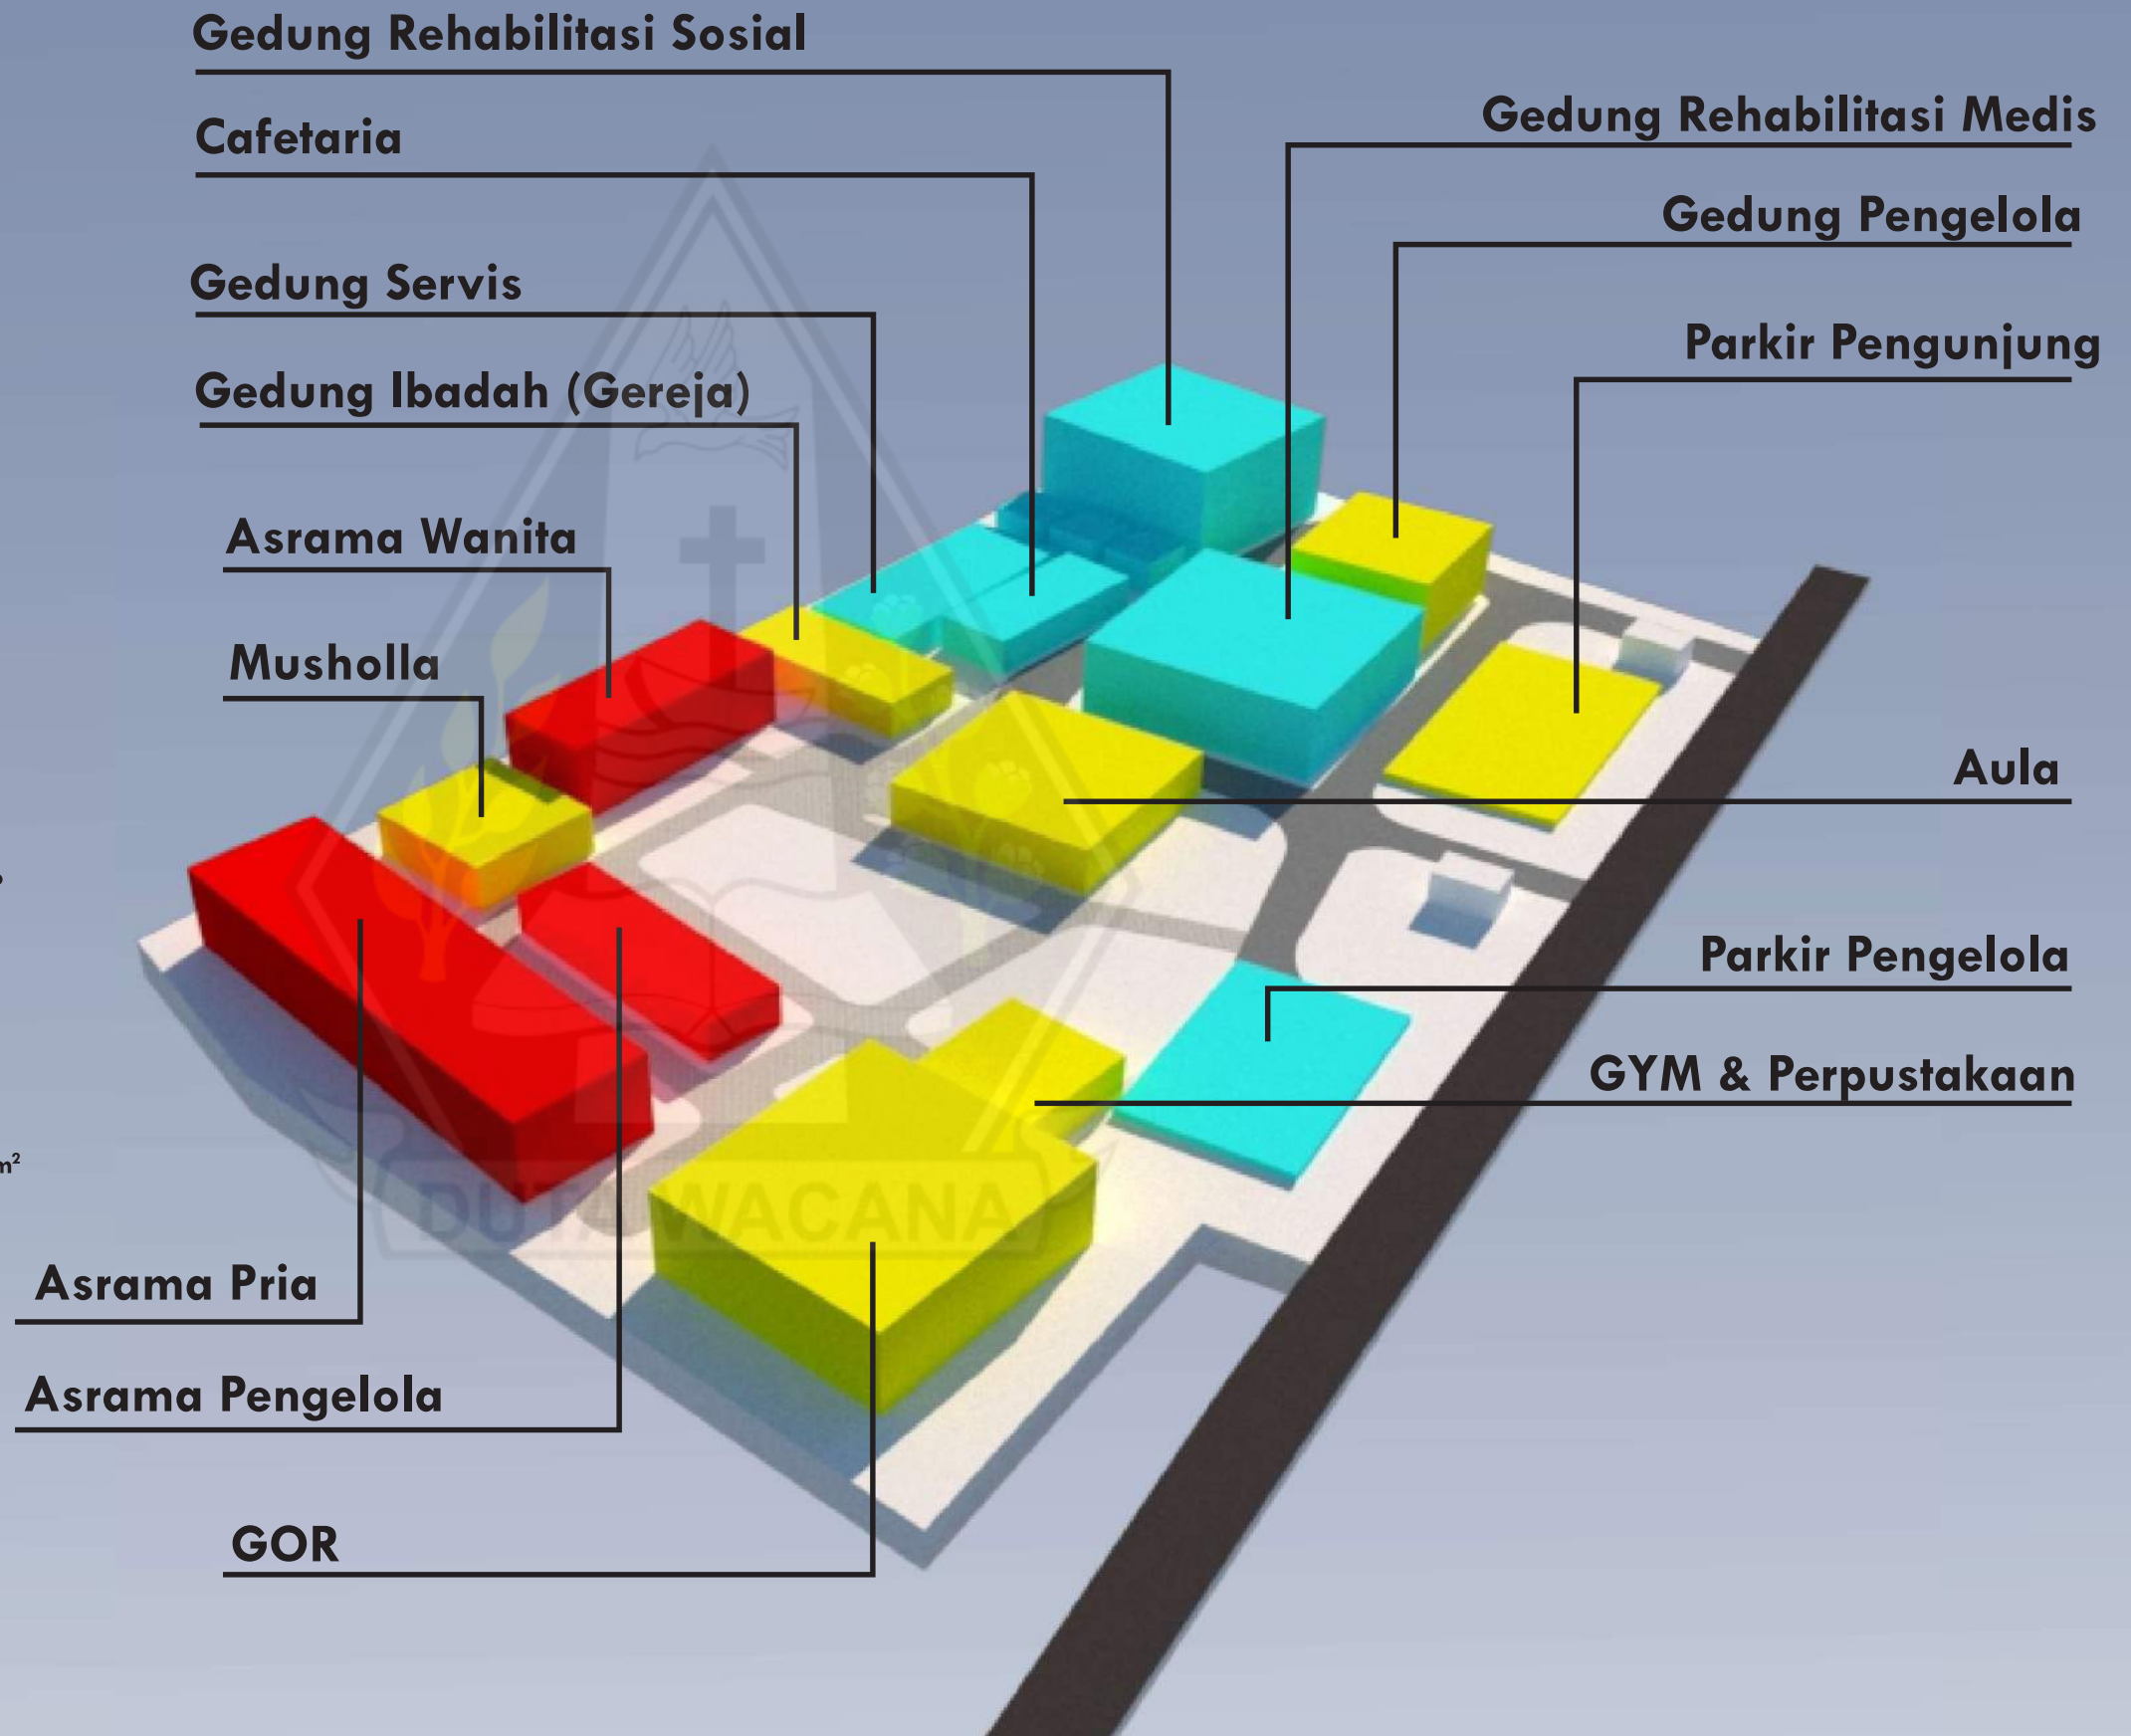 Gedung Rehabilitasi Sosial
Gedung Rehabilitasi Medis
Cafetaria
Gedung Pengelola
Gedung Servis
Parkir Pengunjung
Gedung Ibadah (Gereja)
Asrama Wanita
Musholla
Aula
Parkir Pengelola
GYM & Perpustakaan
m²
DUTA WACANA
Asrama Pria
Asrama Pengelola
GOR